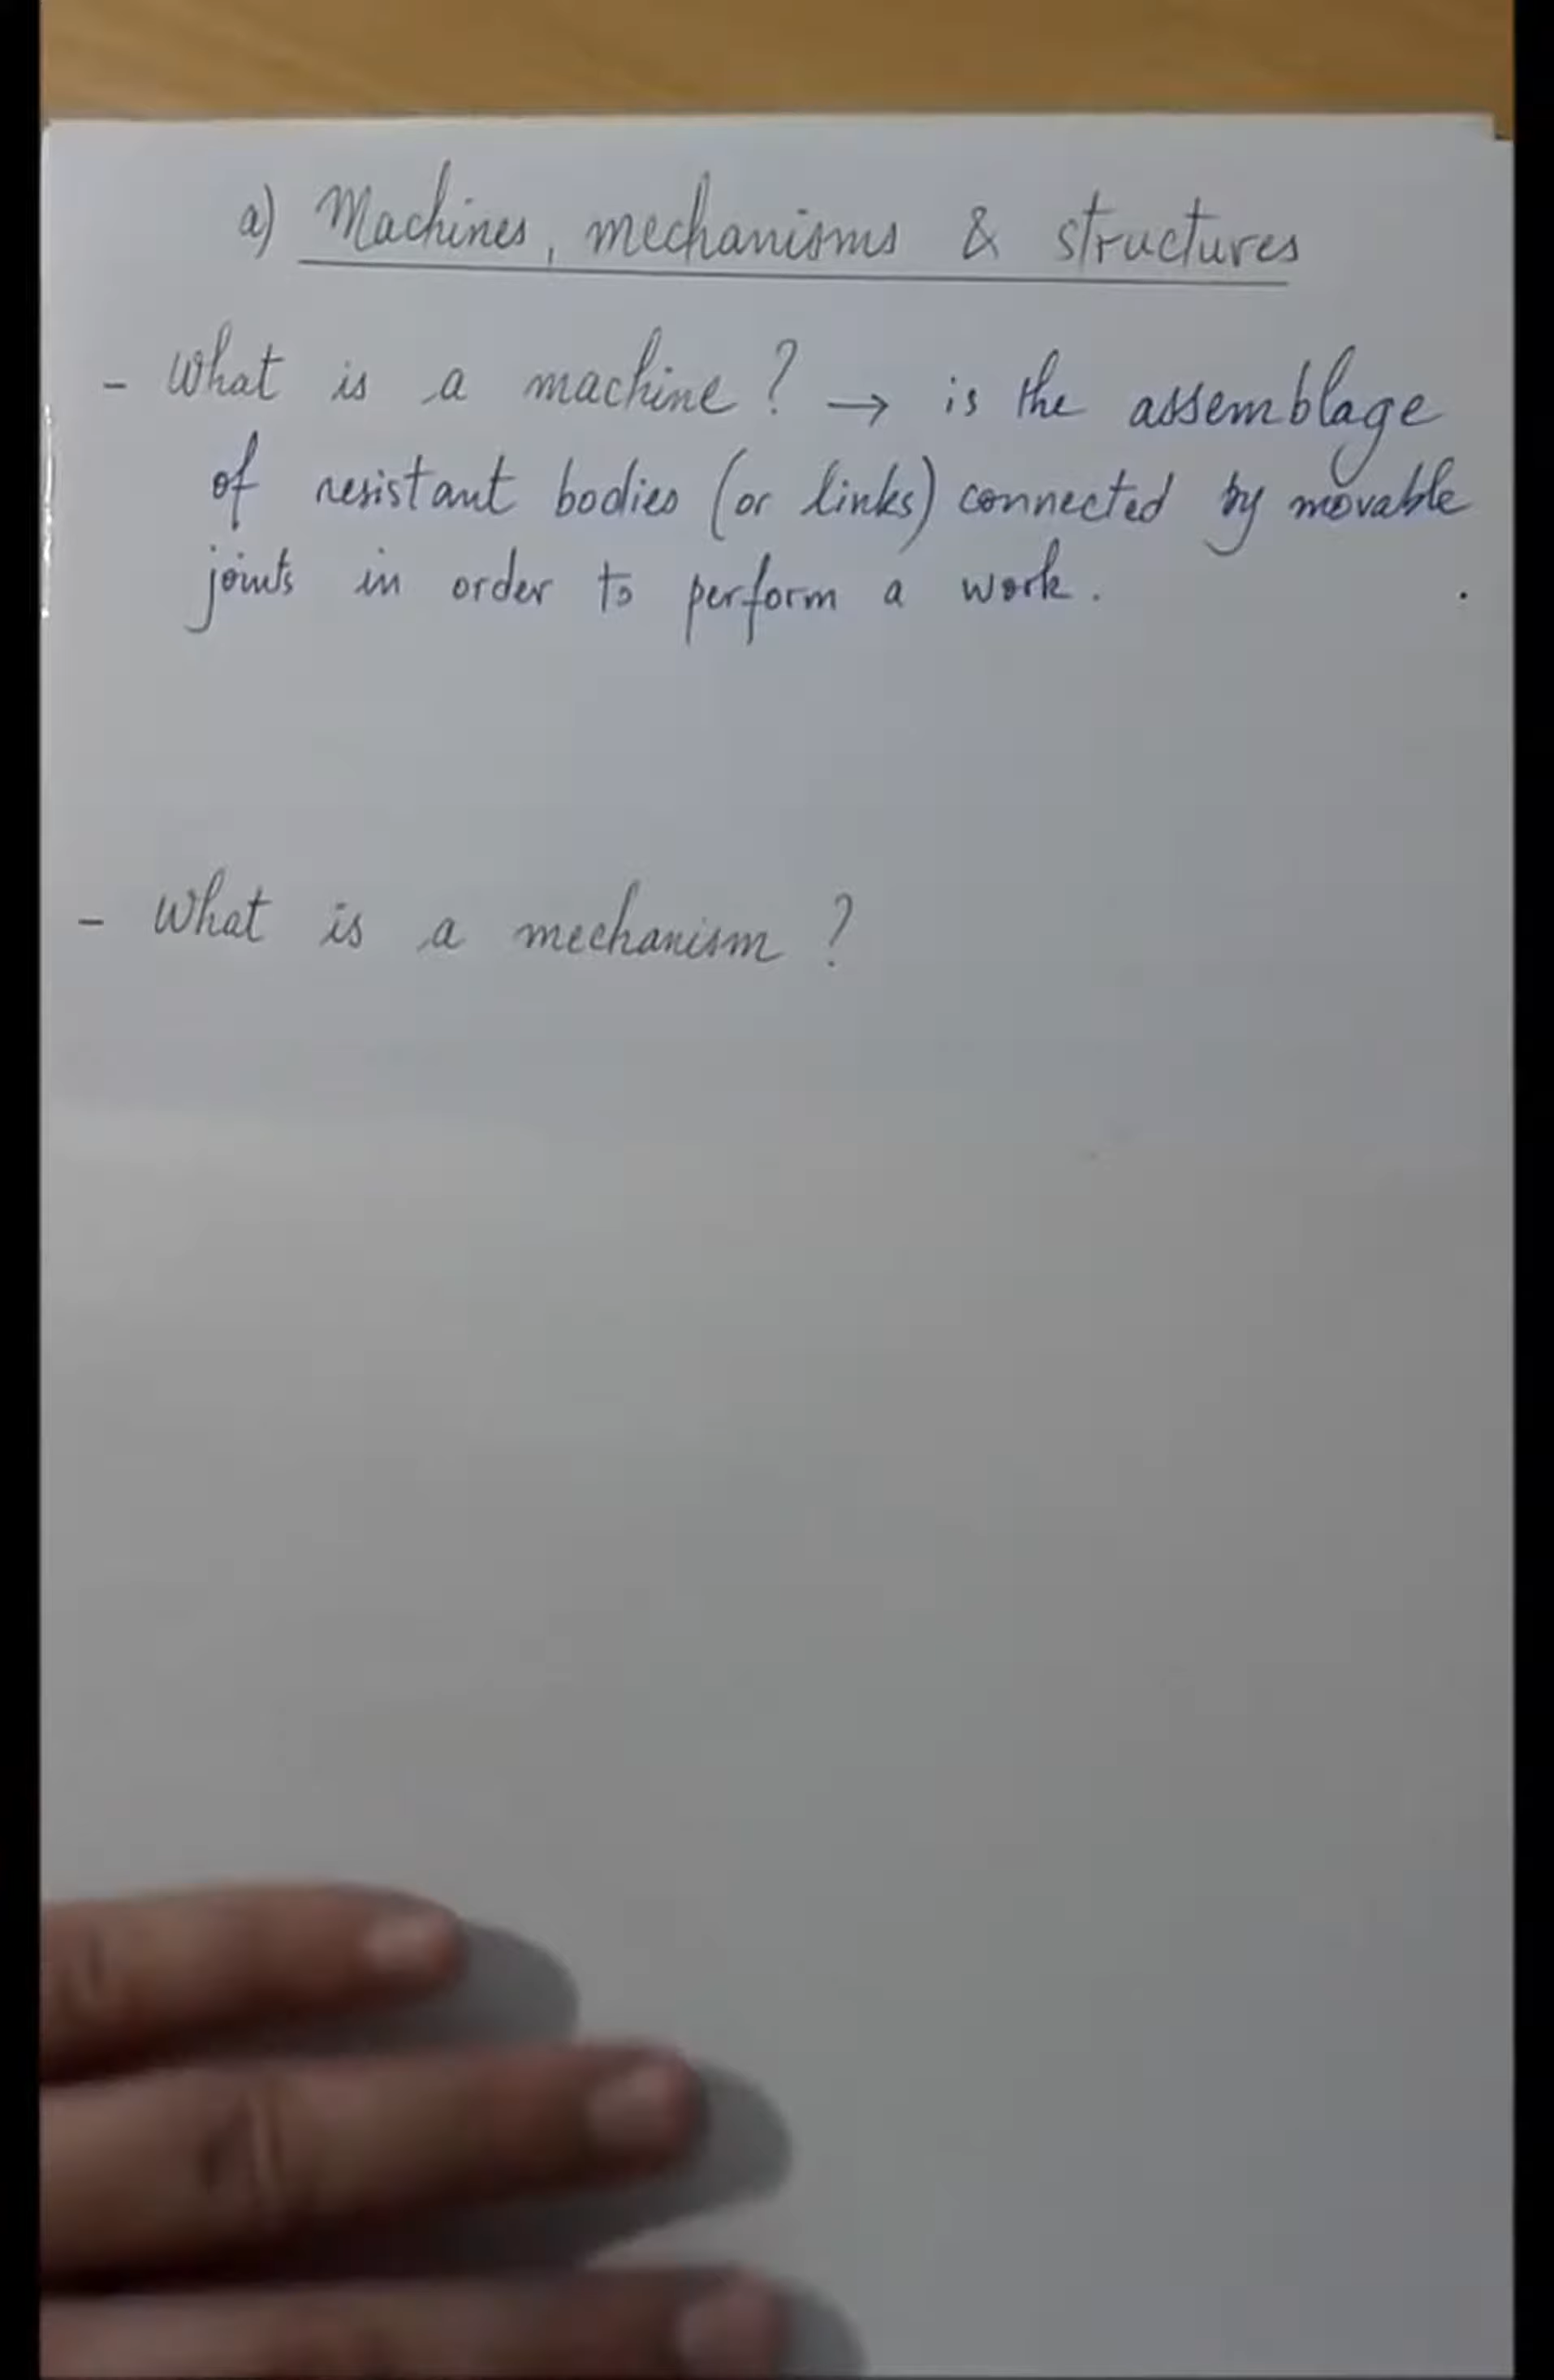 a) Machines, mechanisms & structures
- What is a machine? → is the assemblage
of resistant bodies (or links) connected by movable
joints in order to perform a work.
- What is a mechanism?